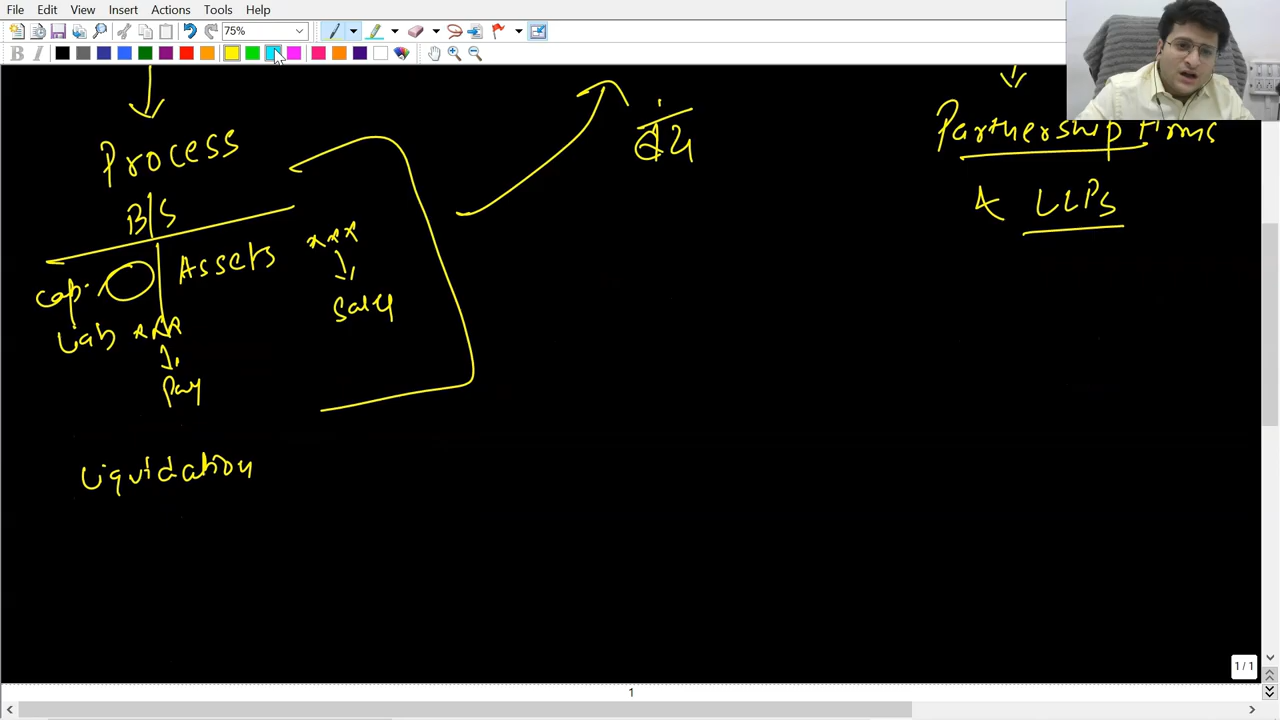 File Edit View Insert Actions Tools Help
75%
B I
Process
B/S
Cap. Assets xxx
Sale
Liab xxx
Pay
Liquidation
Partnership Firms
& LLPs
1 / 1
1